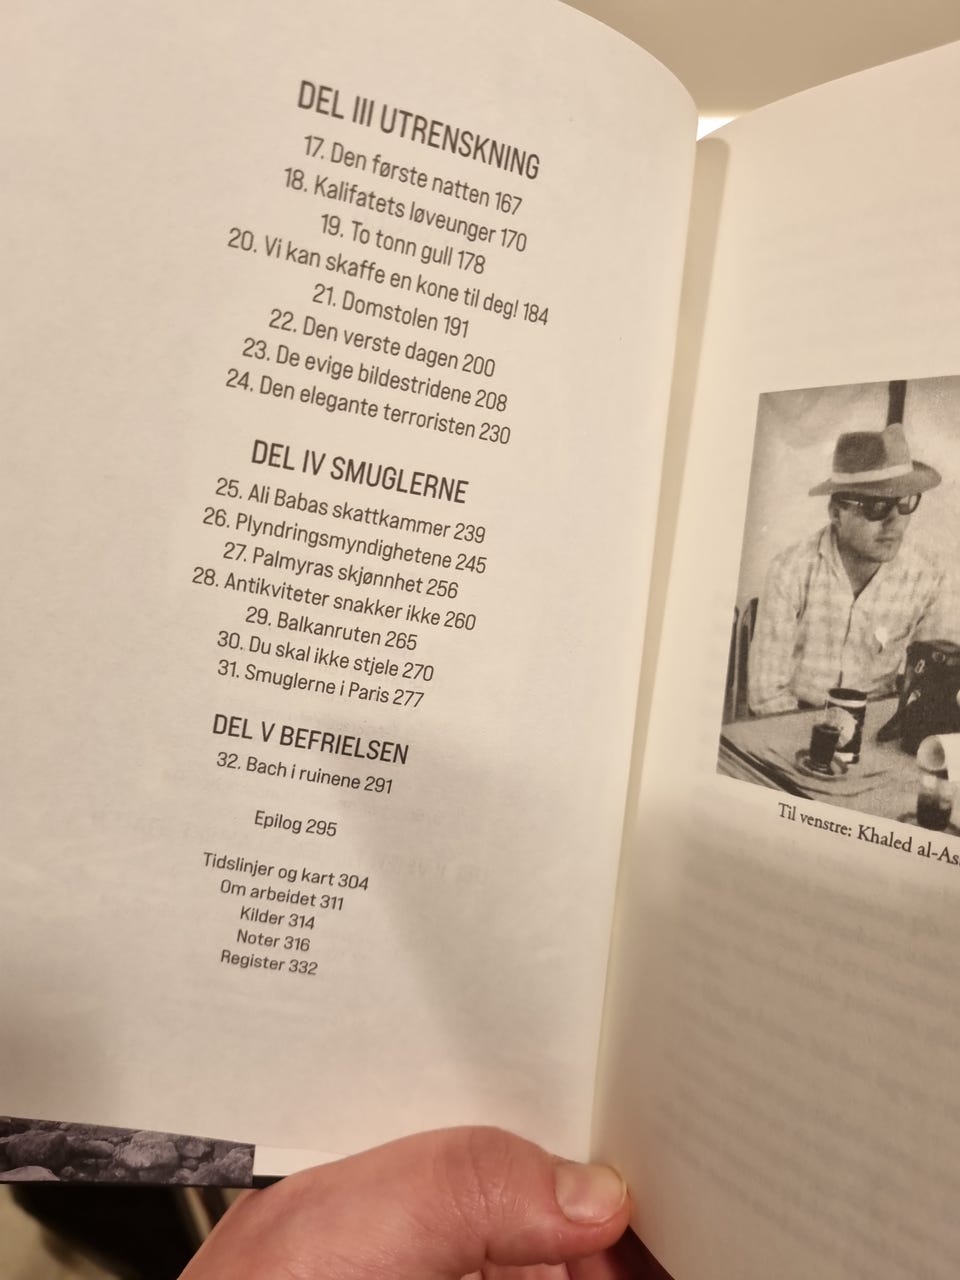 DEL III UTRENSKNING
17. Den første natten 167
18. Kalifatets løveunger 170
19. To tonn gull 178
20. Vi kan skaffe en kone til deg! 184
21. Domstolen 191
22. Den verste dagen 200
23. De evige bildestridene 208
24. Den elegante terroristen 230
DEL IV SMUGLERNE
25. Ali Babas skattkammer 239
26. Plyndringsmyndighetene 245
27. Palmyras skjønnhet 256
28. Antikviteter snakker ikke 260
29. Balkanruten 265
30. Du skal ikke stjele 270
31. Smuglerne i Paris 277
DEL V BEFRIELSEN
32. Bach i ruinene 291
Epilog 295
Tidslinjer og kart 304
Om arbeidet 311
Kilder 314
Noter 316
Register 332
Til venstre: Khaled al-As